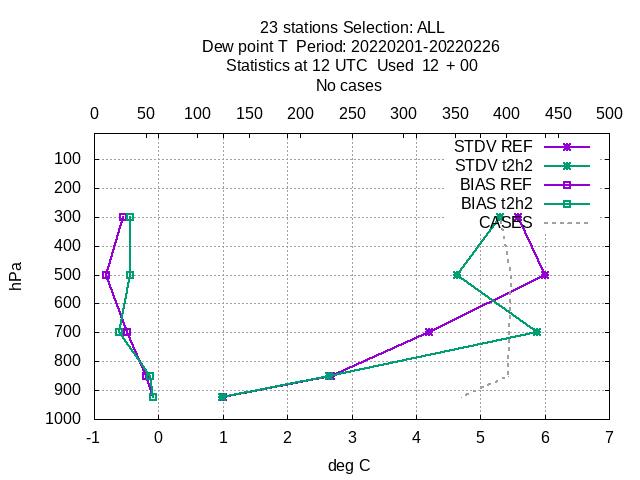 23 stations Selection: ALL
Dew point T  Period: 20220201-20220226
Statistics at 12 UTC  Used  12  + 00
No cases
0 50 100 150 200 250 300 350 400 450 500
STDV REF
STDV t2h2
BIAS REF
BIAS t2h2
CASES
100
200
300
400
500
600
700
800
900
1000
hPa
-1 0 1 2 3 4 5 6 7
deg C